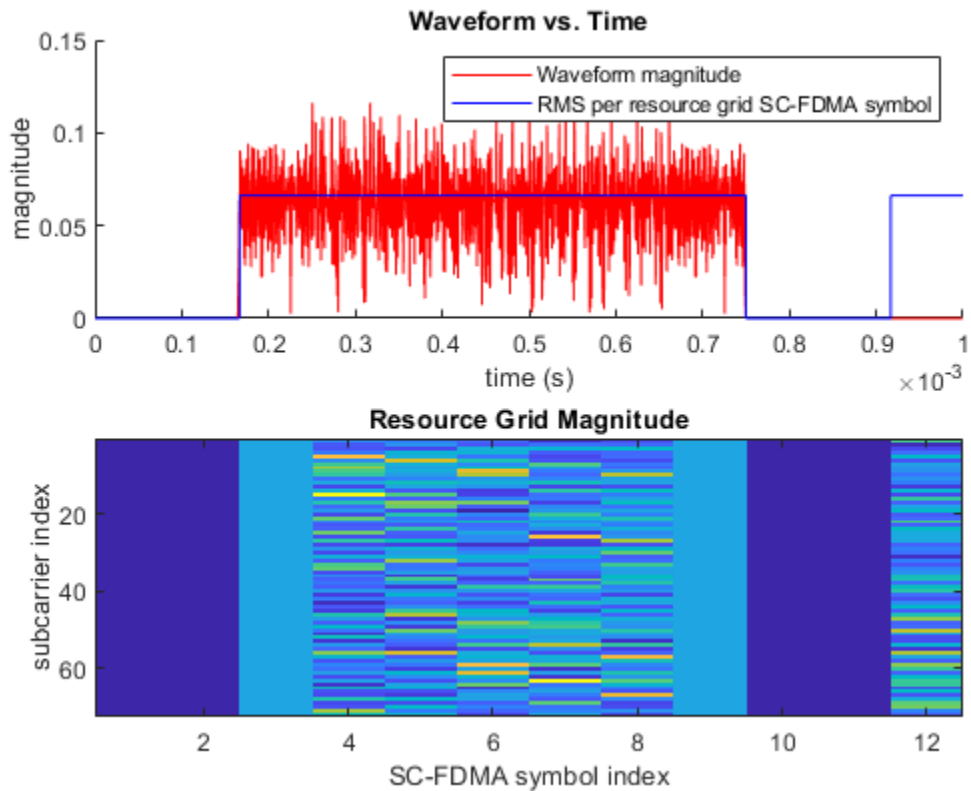 Waveform vs. Time
0.15
0.1
0.05
0
magnitude
Waveform magnitude
RMS per resource grid SC-FDMA symbol
0 0.1 0.2 0.3 0.4 0.5 0.6 0.7 0.8 0.9 1
time (s)
×10-3
Resource Grid Magnitude
20
40
60
subcarrier index
2 4 6 8 10 12
SC-FDMA symbol index